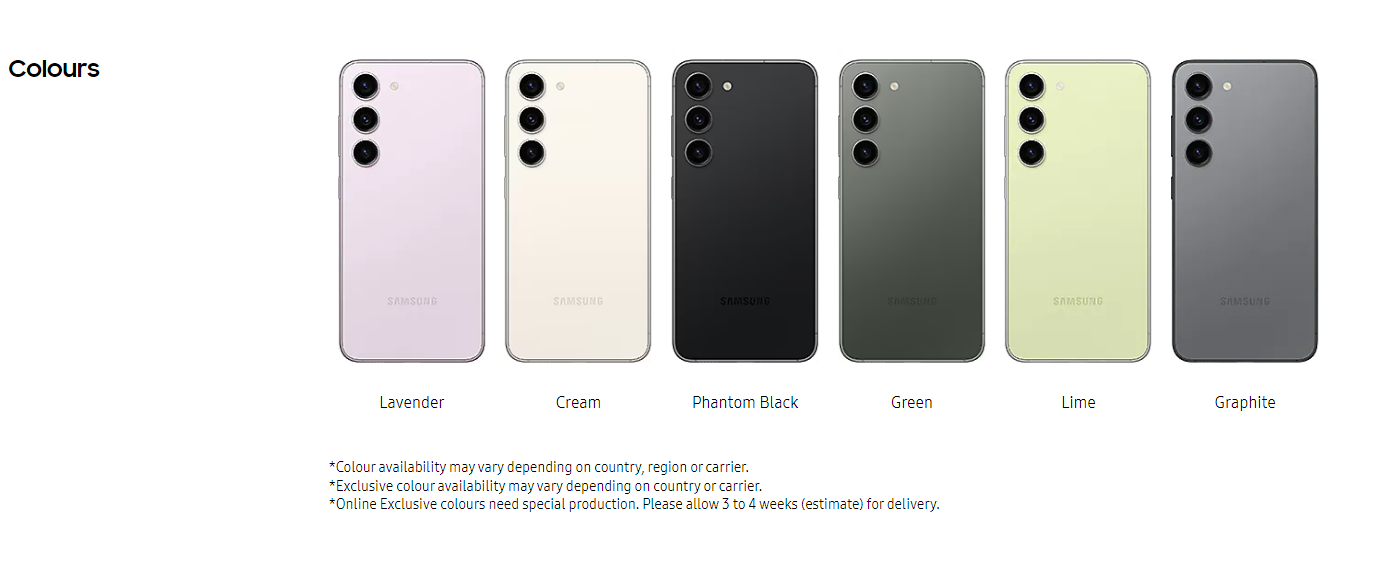 Colours
SAMSUNG
SAMSUNG
SAMSUNG
SAMSUNG
SAMSUNG
SAMSUNG
Lavender
Cream
Phantom Black
Green
Lime
Graphite
*Colour availability may vary depending on country, region or carrier.
*Exclusive colour availability may vary depending on country or carrier.
*Online Exclusive colours need special production. Please allow 3 to 4 weeks (estimate) for delivery.